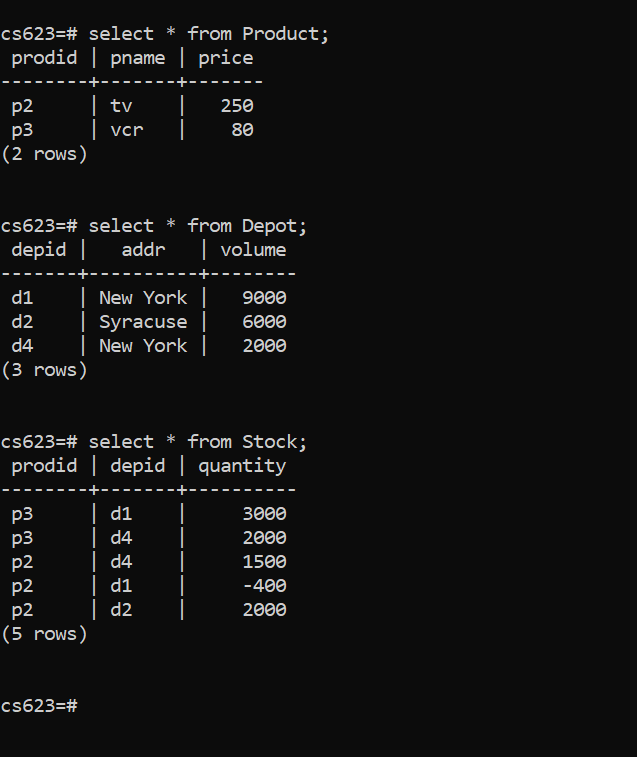 cs623=# select * from Product;
 prodid | pname | price
--------+-------+-------
 p2     | tv    |   250
 p3     | vcr   |    80
(2 rows)
cs623=# select * from Depot;
 depid |   addr   | volume
-------+----------+--------
 d1    | New York |   9000
 d2    | Syracuse |   6000
 d4    | New York |   2000
(3 rows)
cs623=# select * from Stock;
 prodid | depid | quantity
--------+-------+----------
 p3     | d1    |     3000
 p3     | d4    |     2000
 p2     | d4    |     1500
 p2     | d1    |     -400
 p2     | d2    |     2000
(5 rows)
cs623=#